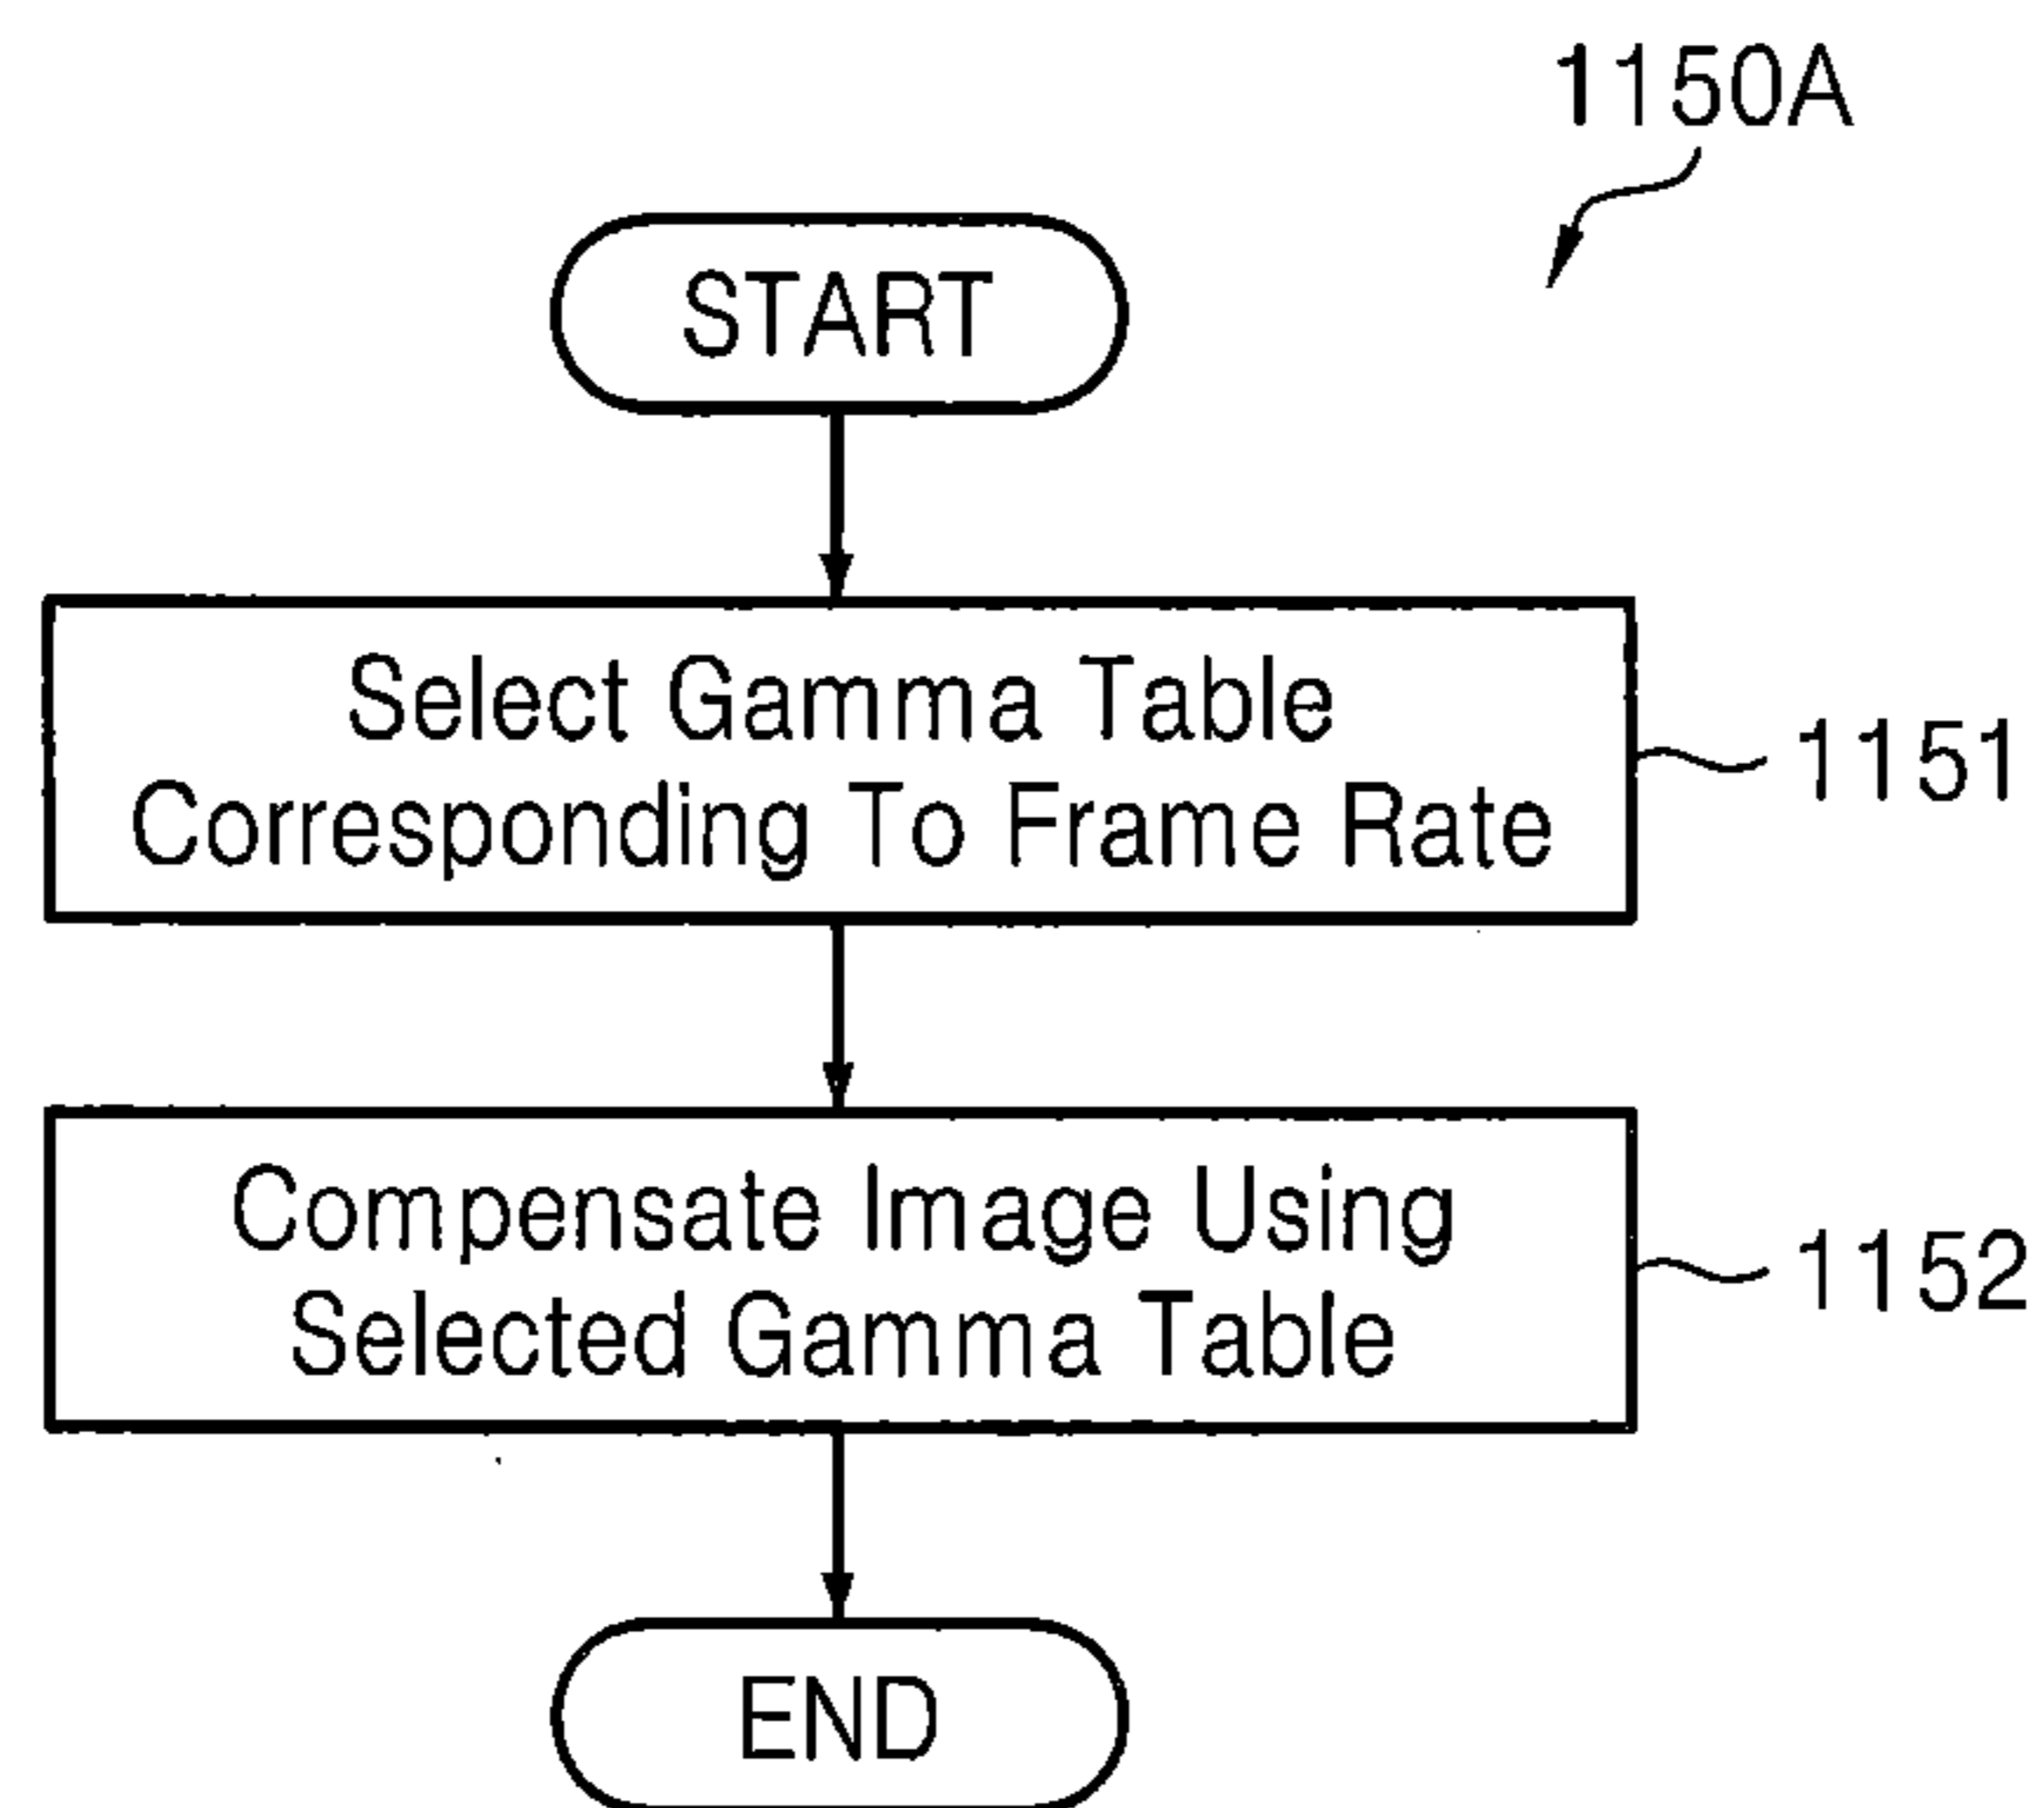 1150A
START
Select Gamma Table
Corresponding To Frame Rate
1151
Compensate Image Using
Selected Gamma Table
1152
END